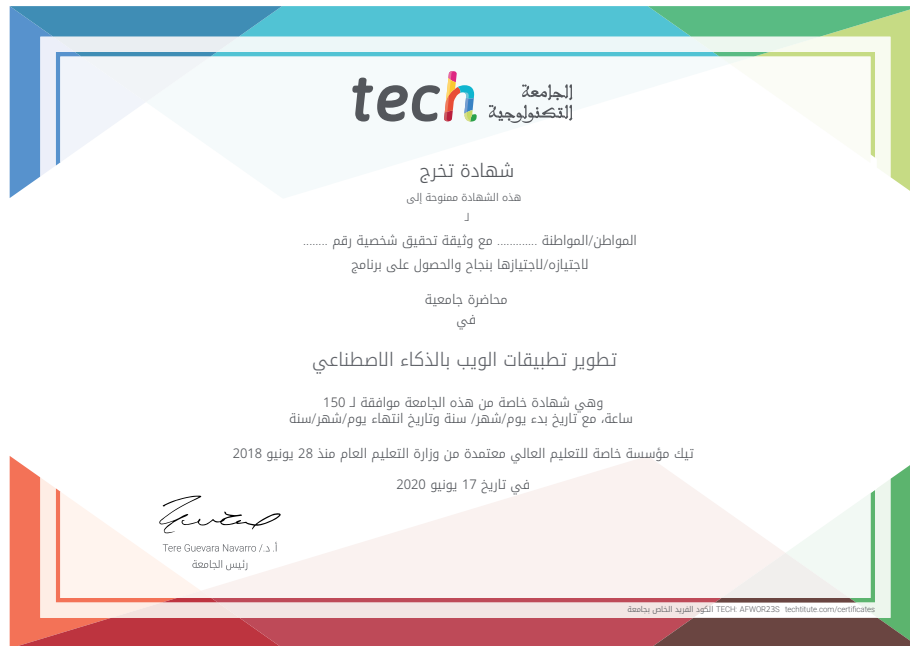 tech الجامعة
التكنولوجية
شهادة تخرج
هذه الشهادة ممنوحة إلى
لـ
المواطن/المواطنة ............ مع وثيقة تحقيق شخصية رقم ........
لاجتيازه/لاجتيازها بنجاح والحصول على برنامج
محاضرة جامعية
في
تطوير تطبيقات الويب بالذكاء الاصطناعي
وهي شهادة خاصة من هذه الجامعة موافقة لـ 150
ساعة، مع تاريخ بدء يوم/شهر/ سنة وتاريخ انتهاء يوم/شهر/سنة
تيك مؤسسة خاصة للتعليم العالي معتمدة من وزارة التعليم العام منذ 28 يونيو 2018
في تاريخ 17 يونيو 2020
أ. د./ Tere Guevara Navarro
رئيس الجامعة
الكود الفريد الخاص بجامعة TECH: AFWOR23S techtitute.com/certificates